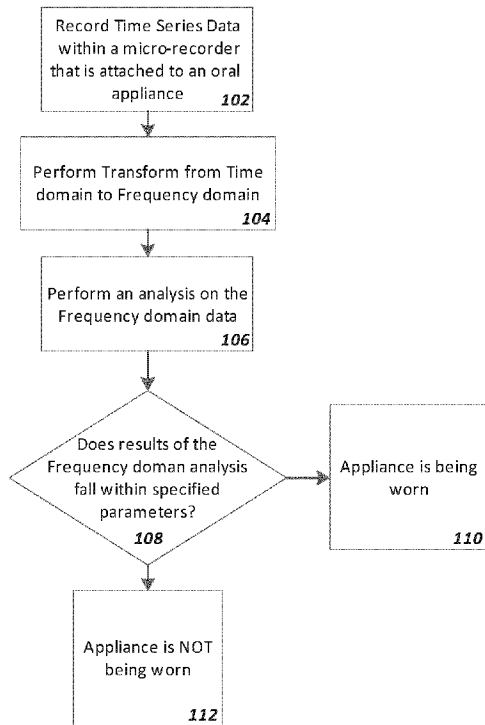 Record Time Series Data
within a micro-recorder
that is attached to an oral
appliance
102
Perform Transform from Time
domain to Frequency domain
104
Perform an analysis on the
Frequency domain data
106
Does results of the
Frequency doman analysis
fall within specified
parameters?
108
Appliance is being
worn
110
Appliance is NOT
being worn
112